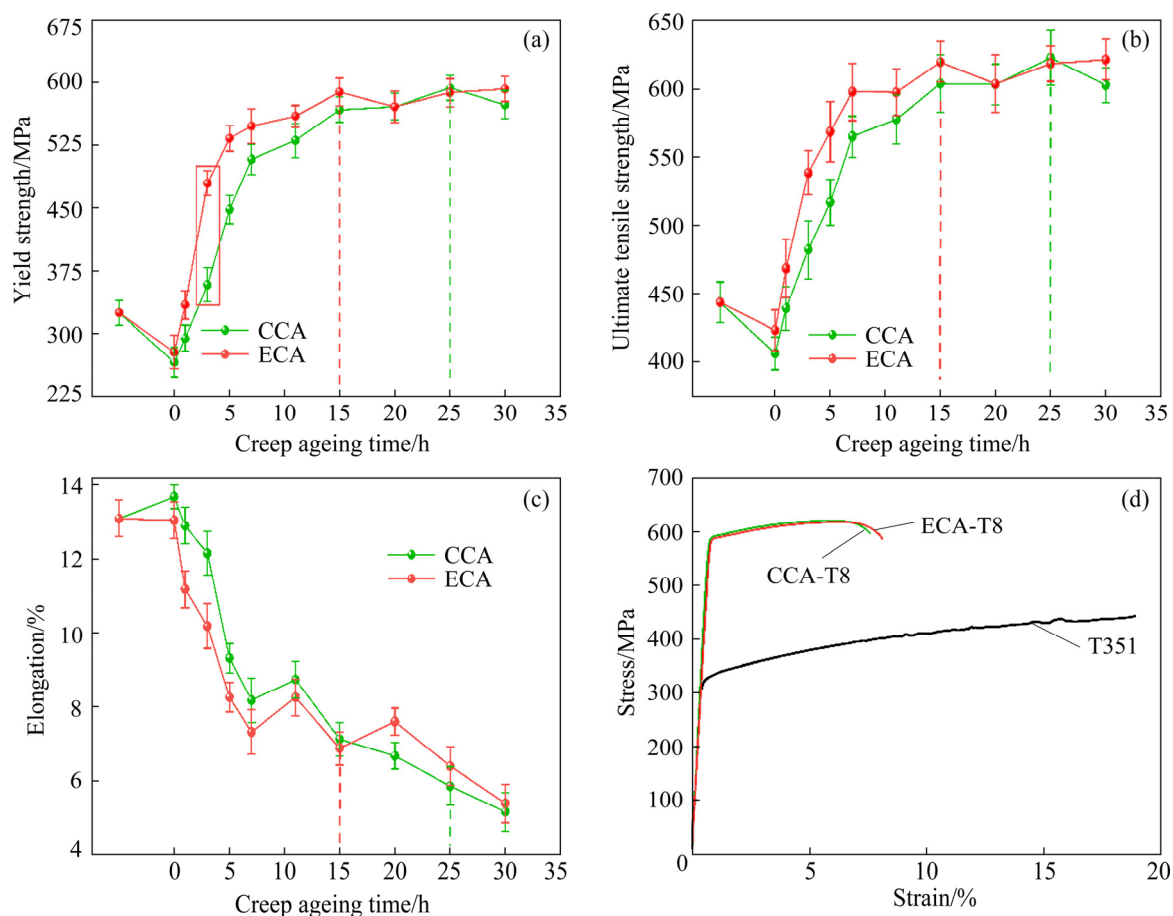 675
600
525
450
375
300
225
Yield strength/MPa
(a)
CCA
ECA
0 5 10 15 20 25 30 35
Creep ageing time/h
650
600
550
500
450
400
Ultimate tensile strength/MPa
(b)
CCA
ECA
0 5 10 15 20 25 30 35
Creep ageing time/h
14
12
10
8
6
4
Elongation/%
(c)
CCA
ECA
0 5 10 15 20 25 30 35
Creep ageing time/h
700
600
500
400
300
200
100
0
Stress/MPa
(d)
ECA-T8
CCA-T8
T351
5 10 15 20
Strain/%